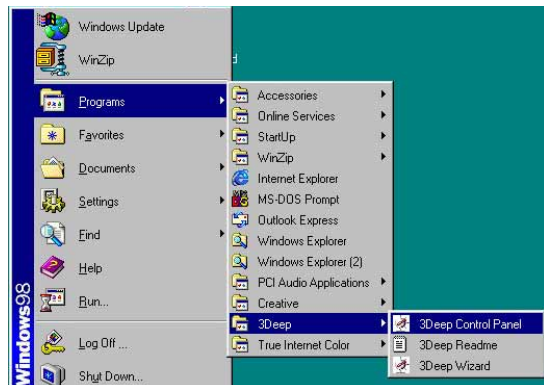 Windows Update
WinZip
Programs
Favorites
Documents
Settings
Find
Help
Run...
Log Off ...
Shut Down...
Windows98
Accessories
Online Services
StartUp
WinZip
Internet Explorer
MS-DOS Prompt
Outlook Express
Windows Explorer
Windows Explorer (2)
PCI Audio Applications
Creative
3Deep
True Internet Color
3Deep Control Panel
3Deep Readme
3Deep Wizard